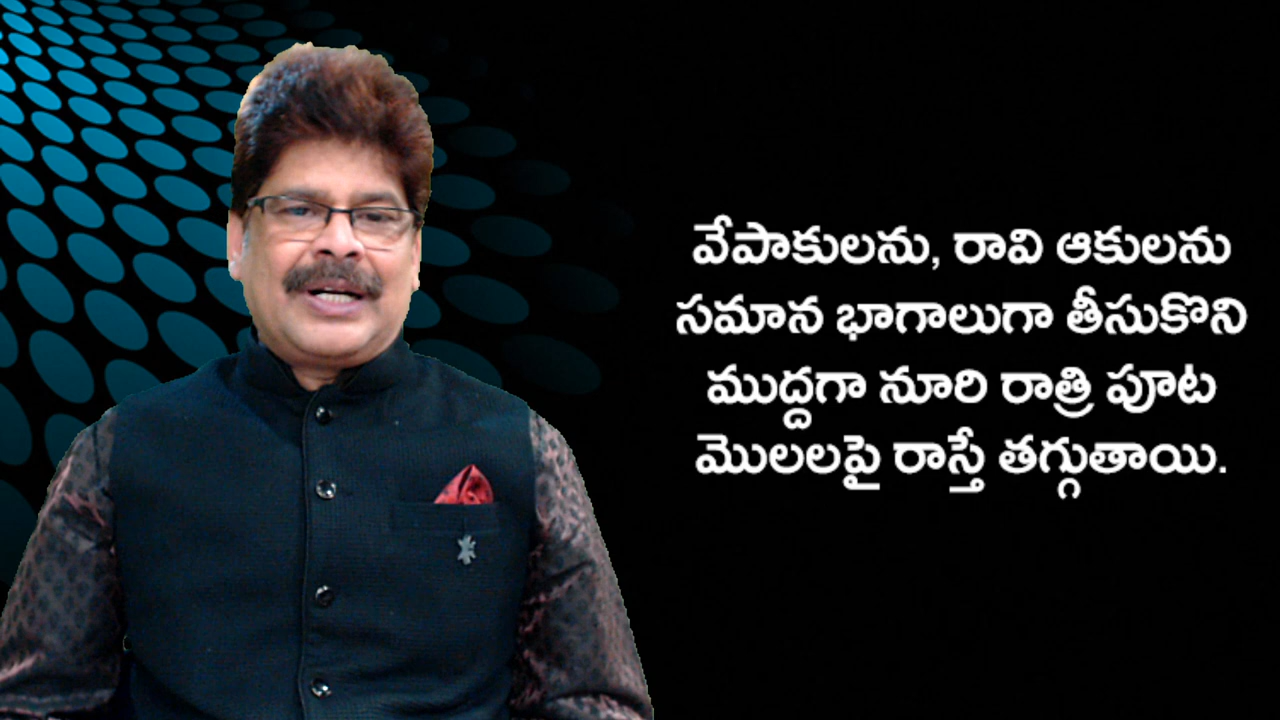 వేపాకులను, రావి ఆకులను
సమాన భాగాలుగా తీసుకొని
ముద్దగా నూరి రాత్రి పూట
మొలలపై రాస్తే తగ్గుతాయి.